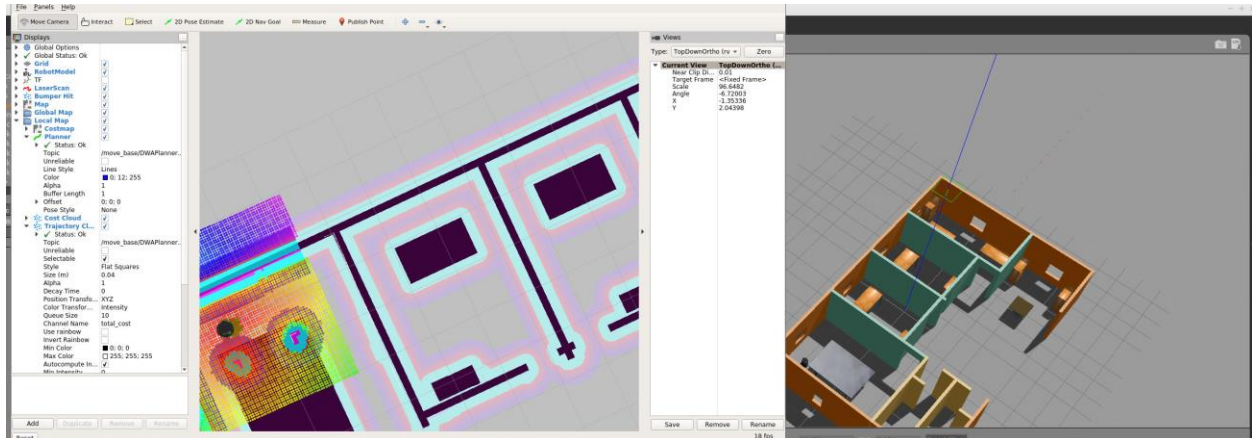 File Panels Help
Move Camera Interact Select 2D Pose Estimate 2D Nav Goal Measure Publish Point
Displays
Global Options
Global Status: Ok
Grid
RobotModel
TF
LaserScan
Bumper Hit
Map
Global Map
Local Map
Costmap
Planner
Status: Ok
Topic /move_base/DWAPlanner...
Unreliable
Line Style Lines
Color 0; 12; 255
Alpha 1
Buffer Length 1
Offset 0; 0; 0
Pose Style None
Cost Cloud
Trajectory Cl...
Status: Ok
Topic /move_base/DWAPlanner...
Unreliable
Selectable
Style Flat Squares
Size (m) 0.04
Alpha 1
Decay Time 0
Position Transfo... XYZ
Color Transfor... Intensity
Queue Size 10
Channel Name total_cost
Use rainbow
Invert Rainbow
Min Color 0; 0; 0
Max Color 255; 255; 255
Autocompute In...
Min Intensity 0
Add Duplicate Remove Rename
Reset
Views
Type: TopDownOrtho (rv Zero
Current View TopDownOrtho (...
Near Clip Di... 0.01
Target Frame <Fixed Frame>
Scale 96.6482
Angle -6.72003
X -1.35336
Y 2.04398
Save Remove Rename
18 fps